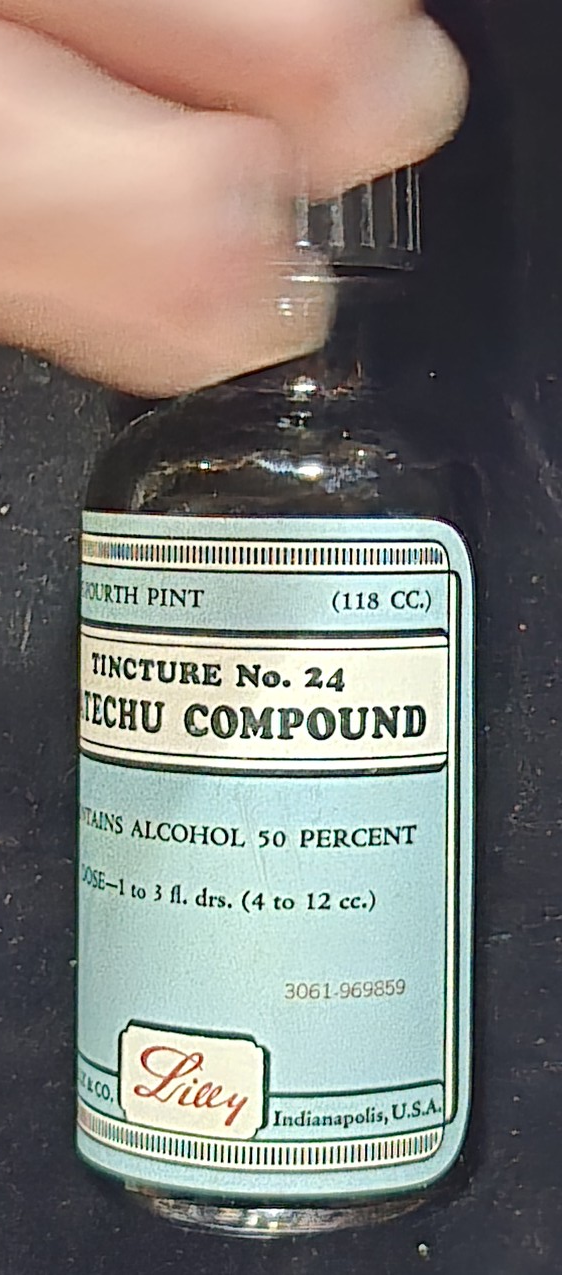 FOURTH PINT (118 CC.)
TINCTURE No. 24
TECHU COMPOUND
TAINS ALCOHOL 50 PERCENT
DOSE—1 to 3 fl. drs. (4 to 12 cc.)
3061-969859
& CO,
Lilly
Indianapolis, U.S.A.